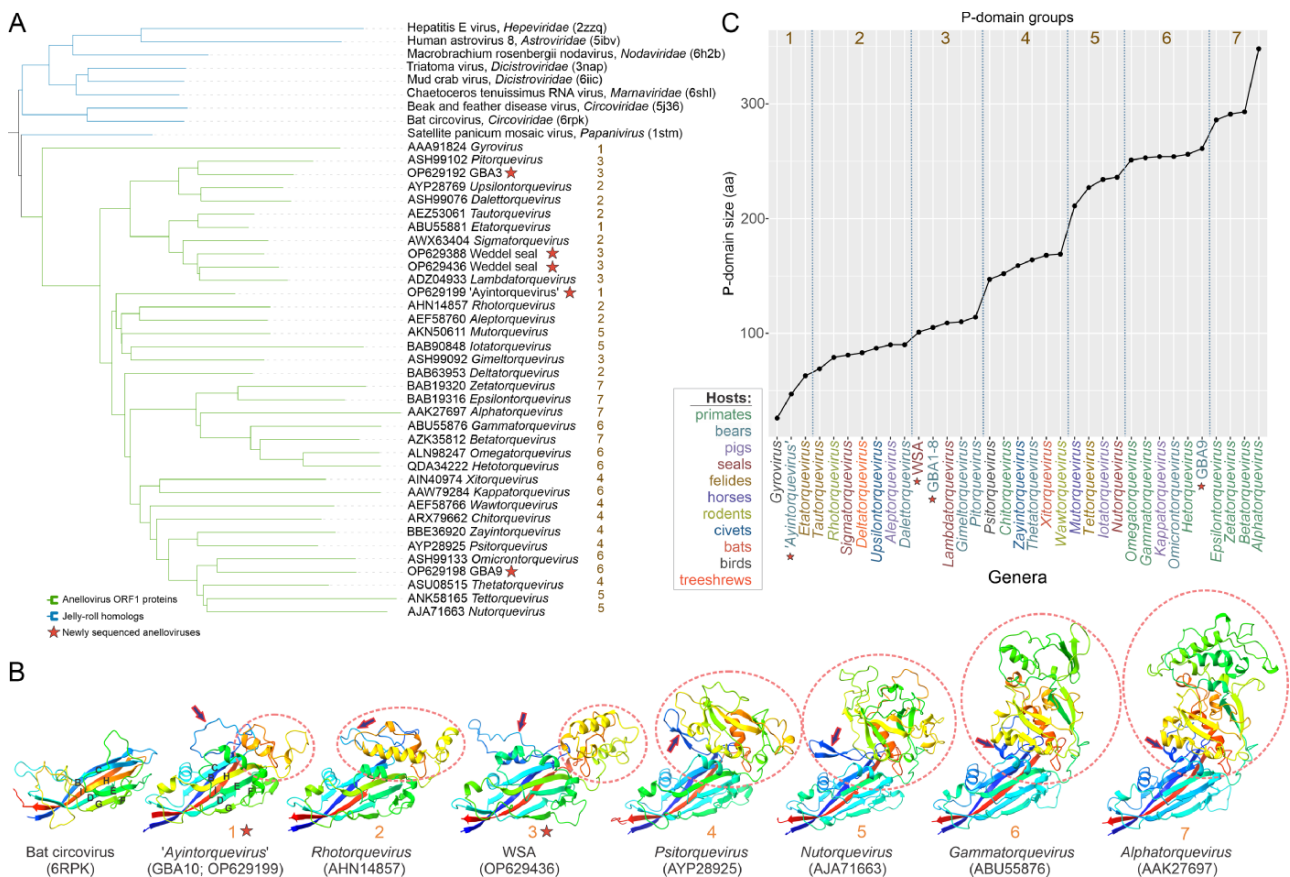 A
Hepatitis E virus, Hepeviridae (2zzq)
Human astrovirus 8, Astroviridae (5ibv)
Macrobrachium rosenbergii nodavirus, Nodaviridae (6h2b)
Triatoma virus, Dicistroviridae (3nap)
Mud crab virus, Dicistroviridae (6iic)
Chaetoceros tenuissimus RNA virus, Marnaviridae (6shl)
Beak and feather disease virus, Circoviridae (5j36)
Bat circovirus, Circoviridae (6rpk)
Satellite panicum mosaic virus, Papanivirus (1stm)
AAA91824 Gyrovirus 1
ASH99102 Pitorquevirus 3
OP629192 GBA3 3
AYP28769 Upsilontorquevirus 2
ASH99076 Dalettorquevirus 2
AEZ53061 Tautorquevirus 2
ABU55881 Etatorquevirus 1
AWX63404 Sigmatorquevirus 2
OP629388 Weddel seal 3
OP629436 Weddel seal 3
ADZ04933 Lambdatorquevirus 3
OP629199 'Ayintorquevirus' 1
AHN14857 Rhotorquevirus 2
AEF58760 Aleptorquevirus 2
AKN50611 Mutorquevirus 5
BAB90848 Iotatorquevirus 5
ASH99092 Gimeltorquevirus 3
BAB63953 Deltatorquevirus 2
BAB19320 Zetatorquevirus 7
BAB19316 Epsilontorquevirus 7
AAK27697 Alphatorquevirus 7
ABU55876 Gammatorquevirus 6
AZK35812 Betatorquevirus 7
ALN98247 Omegatorquevirus 6
QDA34222 Hetotorquevirus 6
AIN40974 Xitorquevirus 4
AAW79284 Kappatorquevirus 6
AEF58766 Wawtorquevirus 4
ARX79662 Chitorquevirus 4
BBE36920 Zayintorquevirus 4
AYP28925 Psitorquevirus 4
ASH99133 Omicrontorquevirus 6
OP629198 GBA9 6
ASU08515 Thetatorquevirus 4
ANK58165 Tettorquevirus 5
AJA71663 Nutorquevirus 5
Anellovirus ORF1 proteins
Jelly-roll homologs
Newly sequenced anelloviruses
C
P-domain groups
1 2 3 4 5 6 7
P-domain size (aa)
300
200
100
Hosts:
primates
bears
pigs
seals
felides
horses
rodents
civets
bats
birds
treeshrews
Gyrovirus
'Ayintorquevirus'
Etatorquevirus
Tautorquevirus
Rhotorquevirus
Sigmatorquevirus
Deltatorquevirus
Upsilontorquevirus
Aleptorquevirus
Dalettorquevirus
WSA
GBA1-8
Lambdatorquevirus
Gimeltorquevirus
Pitorquevirus
Psitorquevirus
Chitorquevirus
Zayintorquevirus
Thetatorquevirus
Xitorquevirus
Wawtorquevirus
Mutorquevirus
Tettorquevirus
Iotatorquevirus
Nutorquevirus
Omegatorquevirus
Gammatorquevirus
Kappatorquevirus
Omicrontorquevirus
Hetorquevirus
GBA9
Epsilontorquevirus
Zetatorquevirus
Betatorquevirus
Alphatorquevirus
Genera
B
1 2 3 4 5 6 7
Bat circovirus
(6RPK)
'Ayintorquevirus'
(GBA10; OP629199)
Rhotorquevirus
(AHN14857)
WSA
(OP629436)
Psitorquevirus
(AYP28925)
Nutorquevirus
(AJA71663)
Gammatorquevirus
(ABU55876)
Alphatorquevirus
(AAK27697)